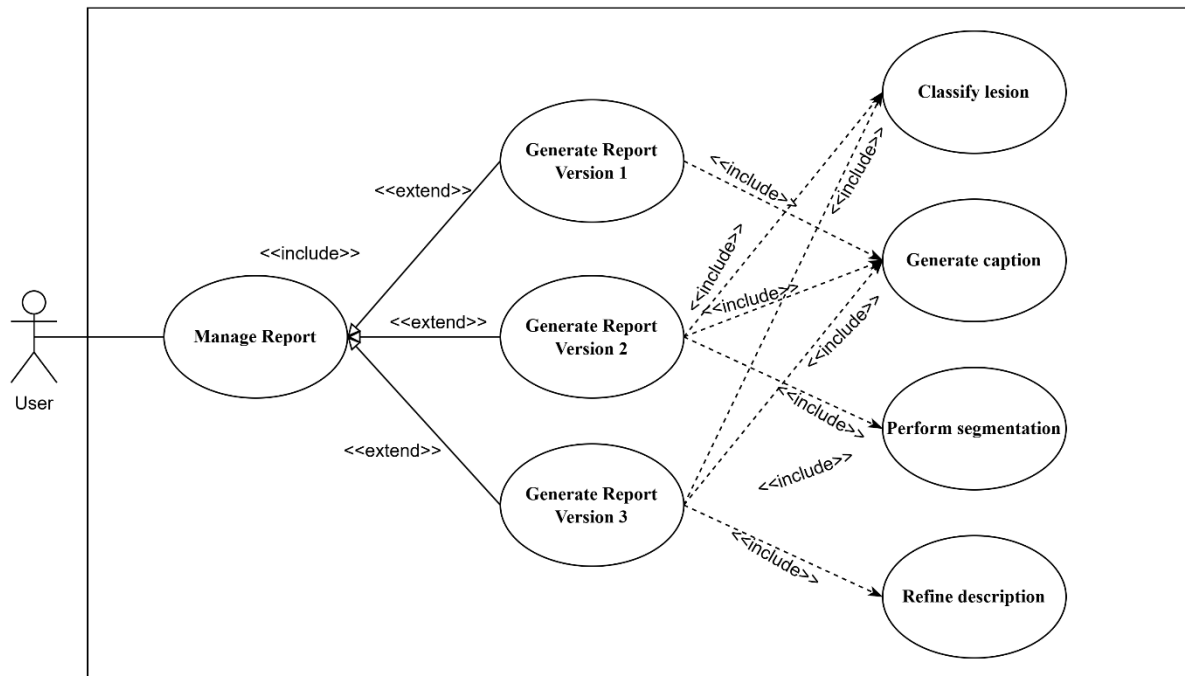 Classify lesion
Generate Report
Version 1
<<include>>
<<include>>
<<extend>>
<<include>>
<<include>>
Generate caption
<<include>>
Manage Report
<<extend>>
Generate Report
Version 2
<<include>>
User
<<include>>
Perform segmentation
<<extend>>
<<include>>
Generate Report
Version 3
<<include>>
Refine description